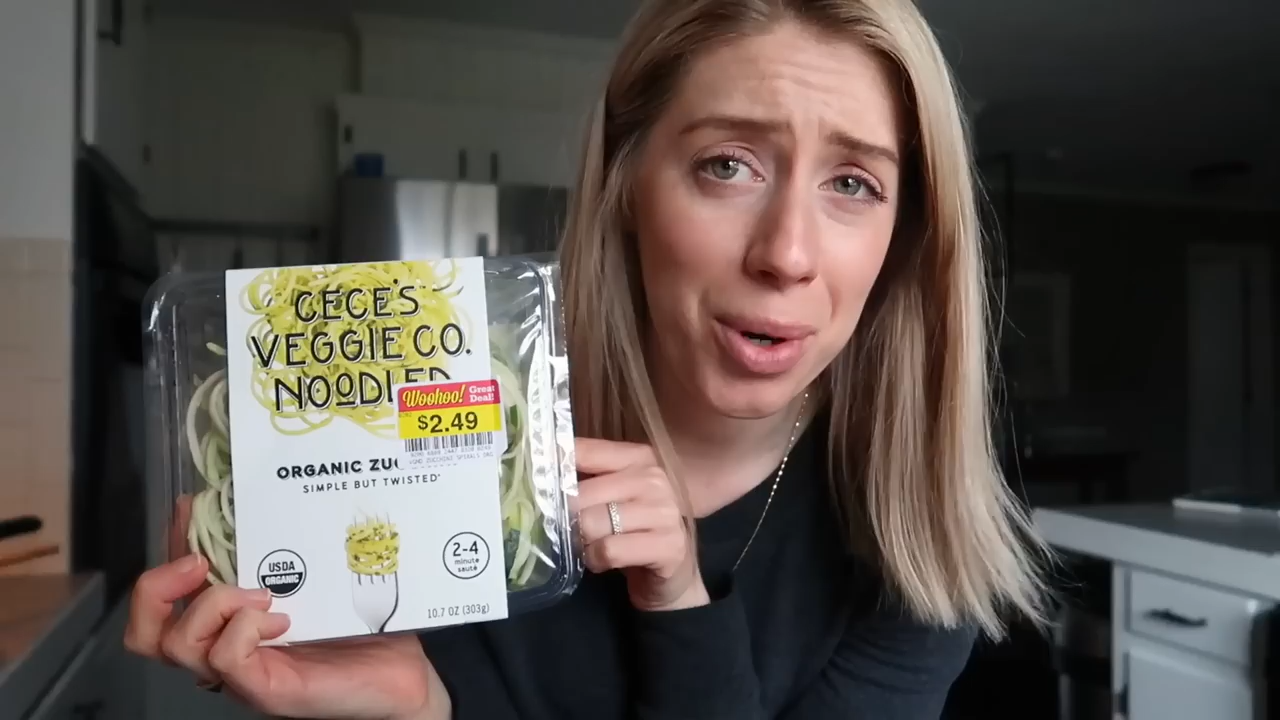 CECE'S
VEGGIE CO.
NOODLED
Woohoo! Great
Deal!
$2.49
ORGANIC ZUC
SIMPLE BUT TWISTED
USDA
ORGANIC
2-4
minute
sauté
10.7 OZ (303g)